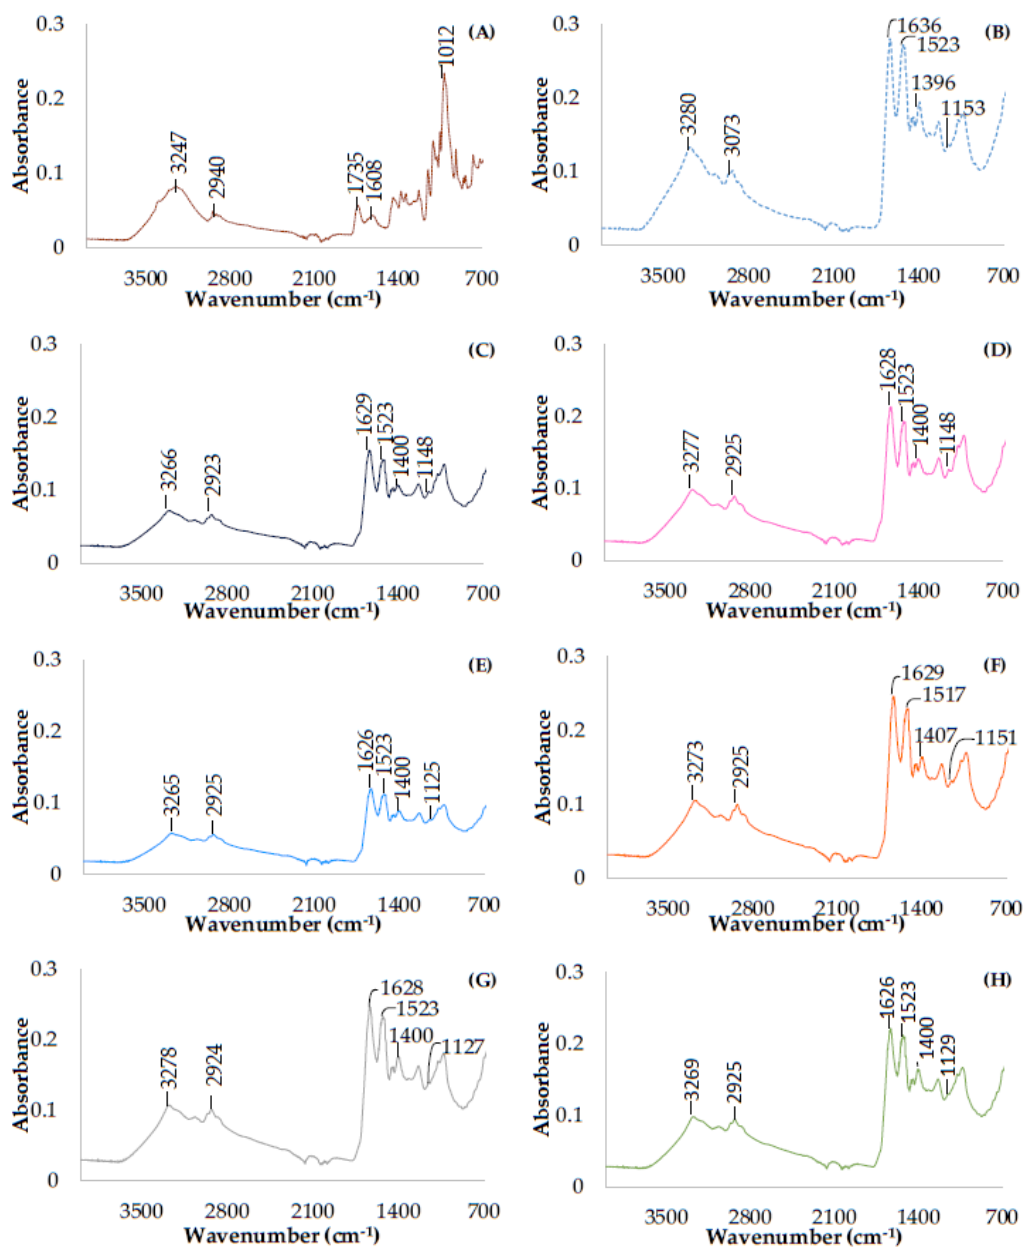 0.3
0.2
0.1
0
Absorbance
(A)
3247
2940
1735
1608
1012
3500 2800 2100 1400 700
Wavenumber (cm-1)
0.3
0.2
0.1
0
Absorbance
(B)
3280
3073
1636
1523
1396
1153
3500 2800 2100 1400 700
Wavenumber (cm-1)
0.3
0.2
0.1
0
Absorbance
(C)
3266
2923
1629
1523
1400
1148
3500 2800 2100 1400 700
Wavenumber (cm-1)
0.3
0.2
0.1
0
Absorbance
(D)
3277
2925
1628
1523
1400
1148
3500 2800 2100 1400 700
Wavenumber (cm-1)
0.3
0.2
0.1
0
Absorbance
(E)
3265
2925
1626
1523
1400
1125
3500 2800 2100 1400 700
Wavenumber (cm-1)
0.3
0.2
0.1
0
Absorbance
(F)
3273
2925
1629
1517
1407
1151
3500 2800 2100 1400 700
Wavenumber (cm-1)
0.3
0.2
0.1
0
Absorbance
(G)
3278
2924
1628
1523
1400
1127
3500 2800 2100 1400 700
Wavenumber (cm-1)
0.3
0.2
0.1
0
Absorbance
(H)
3269
2925
1626
1523
1400
1129
3500 2800 2100 1400 700
Wavenumber (cm-1)